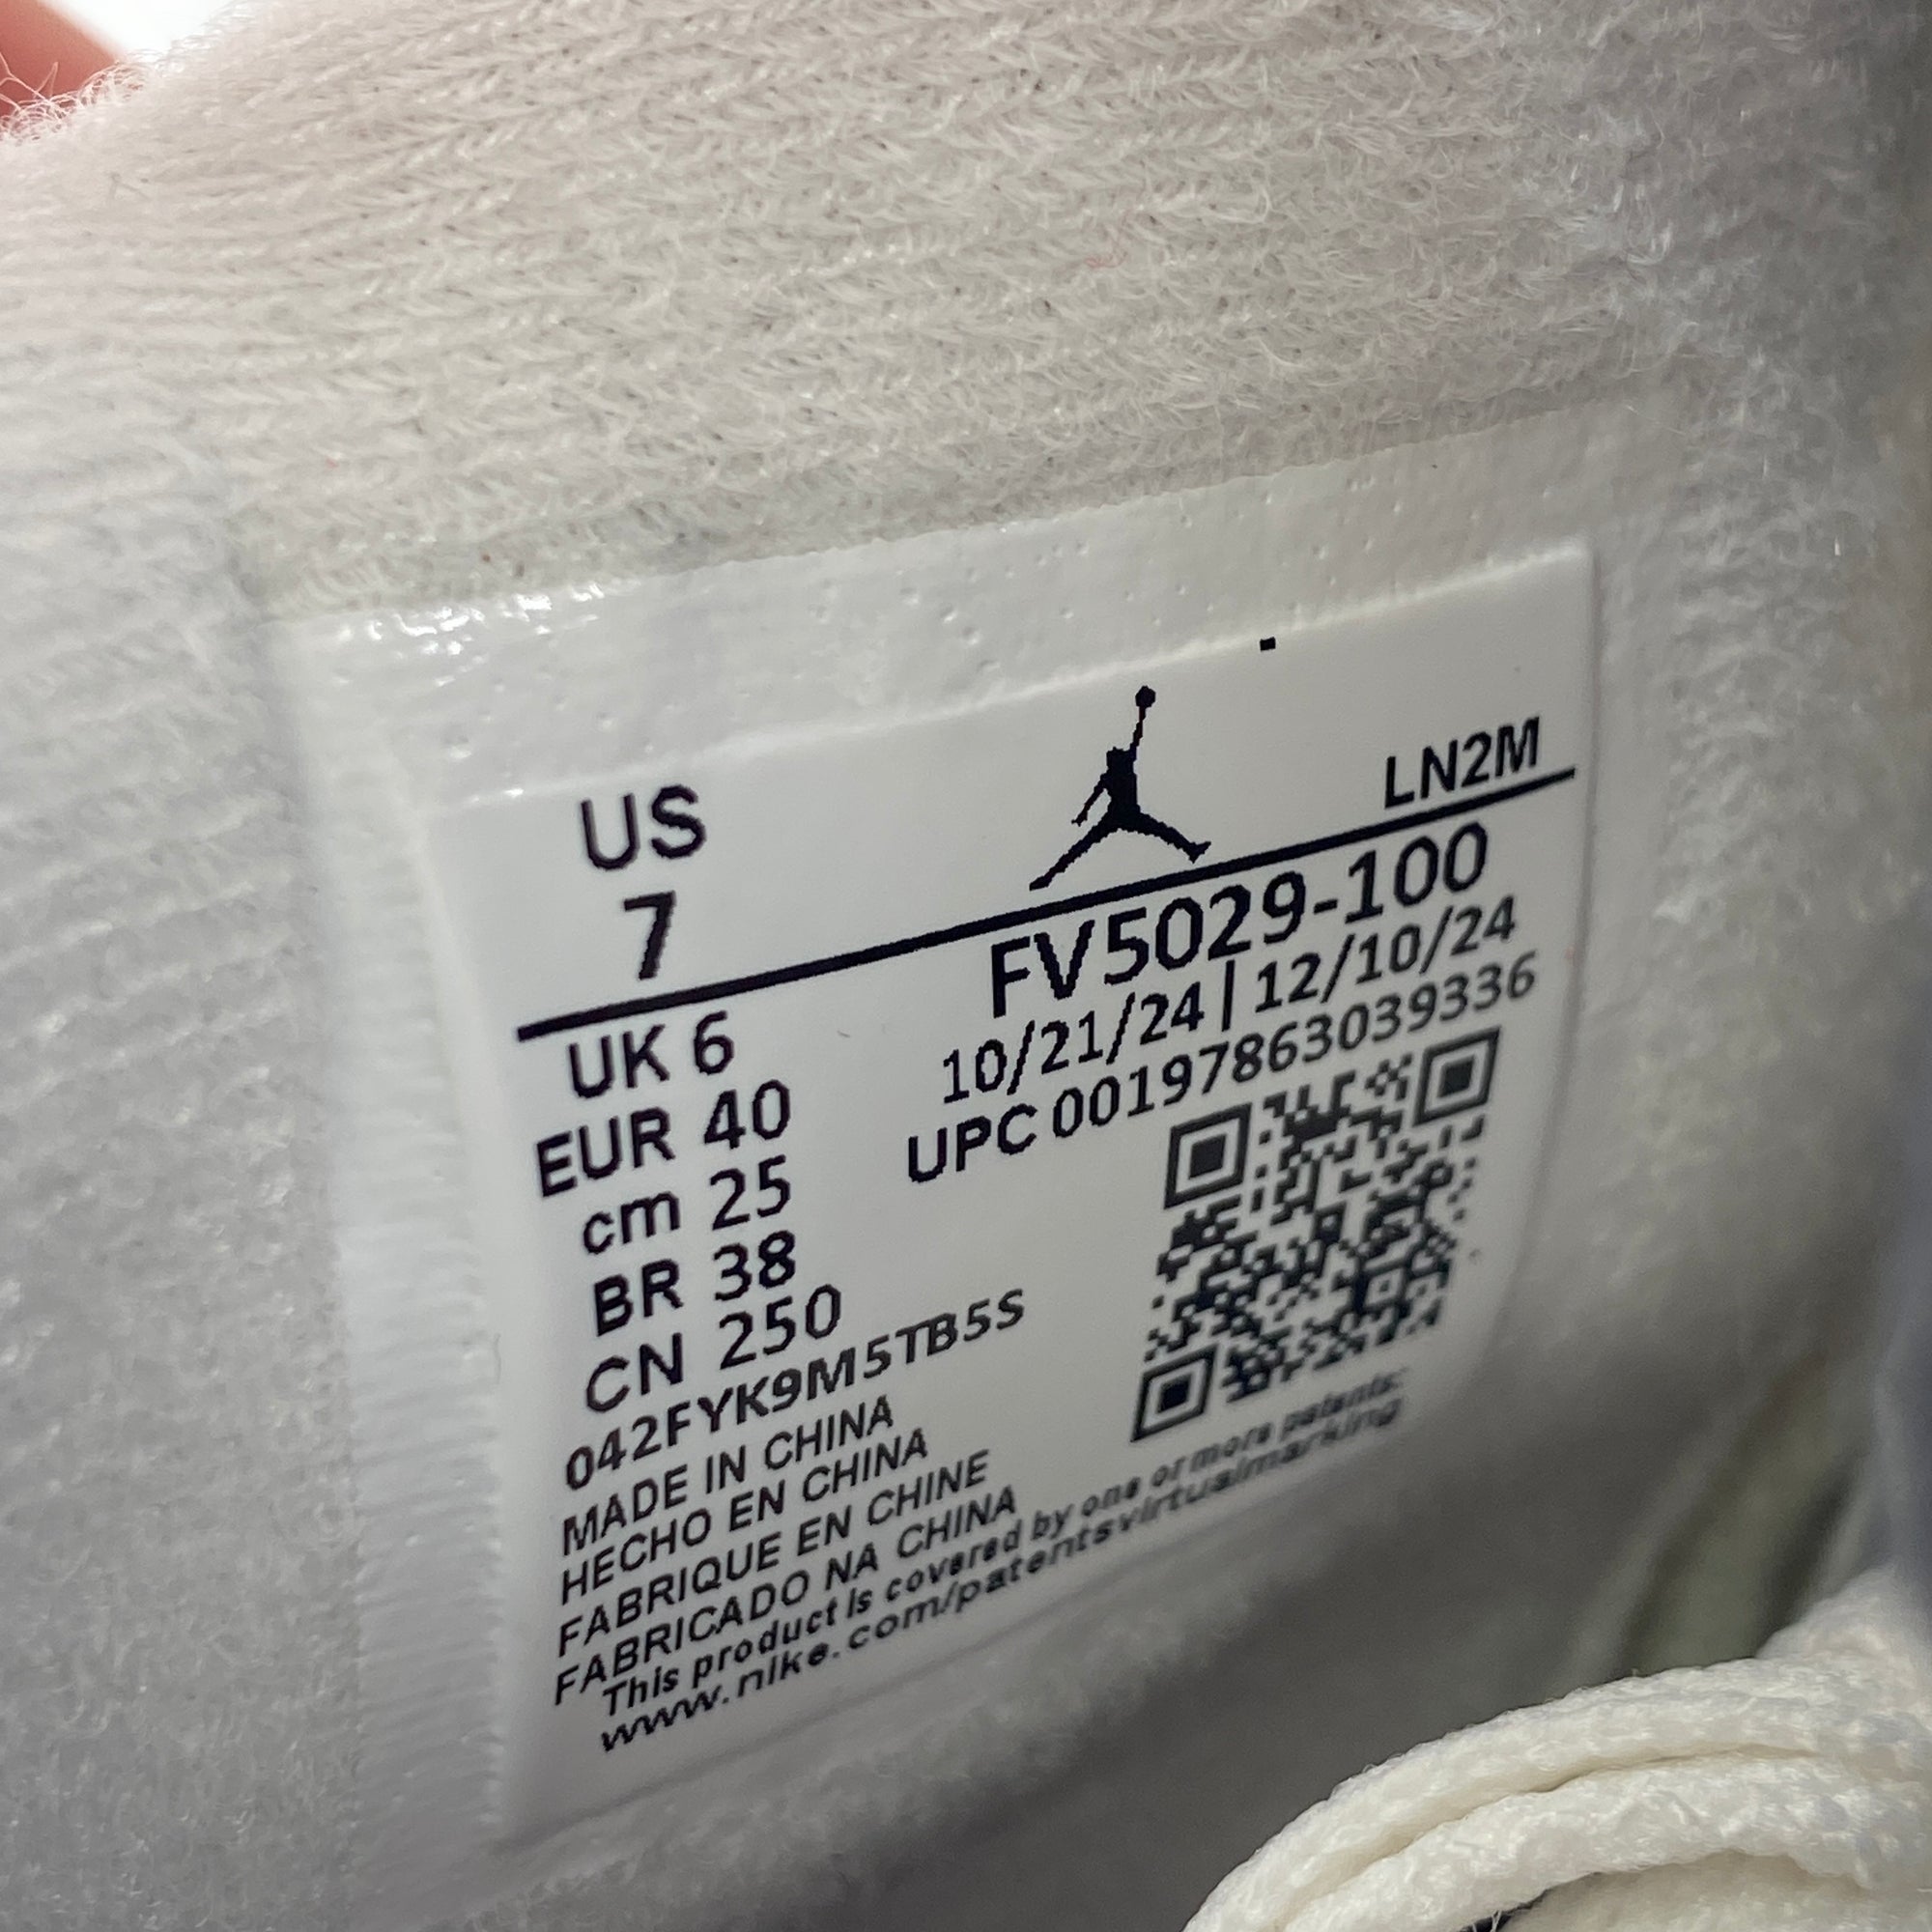 US
7
LN2M
FV5029-100
10/21/24 | 12/10/24
UPC 00197863039336
UK 6
EUR 40
cm 25
BR 38
CN 250
042FYK9M5TB5S
MADE IN CHINA
HECHO EN CHINA
FABRIQUE EN CHINE
FABRICADO NA CHINA
This product is covered by one or more patents:
www.nike.com/patentsvirtualmarking